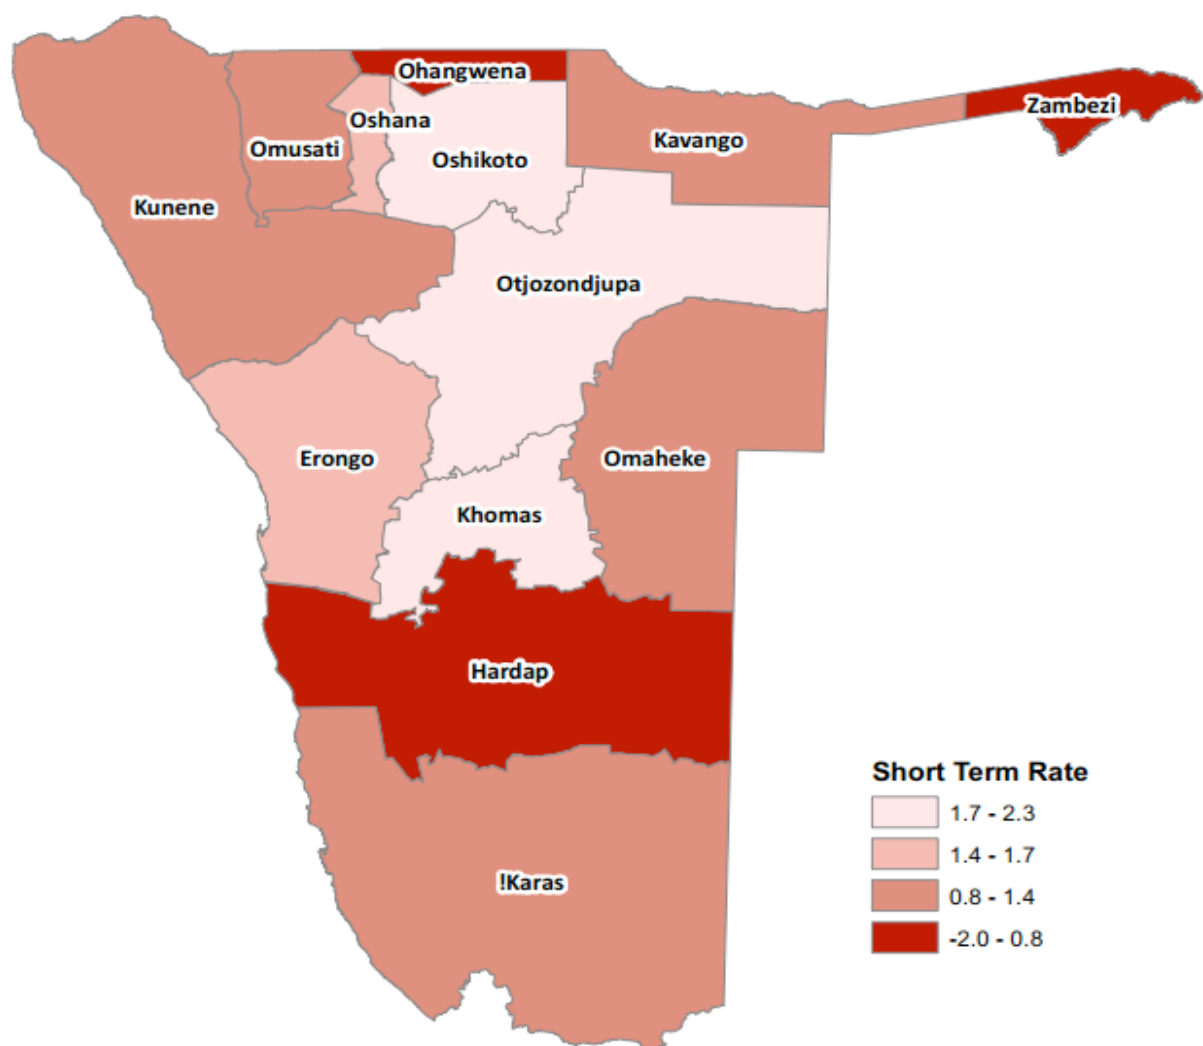 Ohangwena
Zambezi
Oshana
Kavango
Omusati
Oshikoto
Kunene
Otjozondjupa
Erongo
Omaheke
Khomas
Hardap
!Karas
Short Term Rate
1.7 - 2.3
1.4 - 1.7
0.8 - 1.4
-2.0 - 0.8